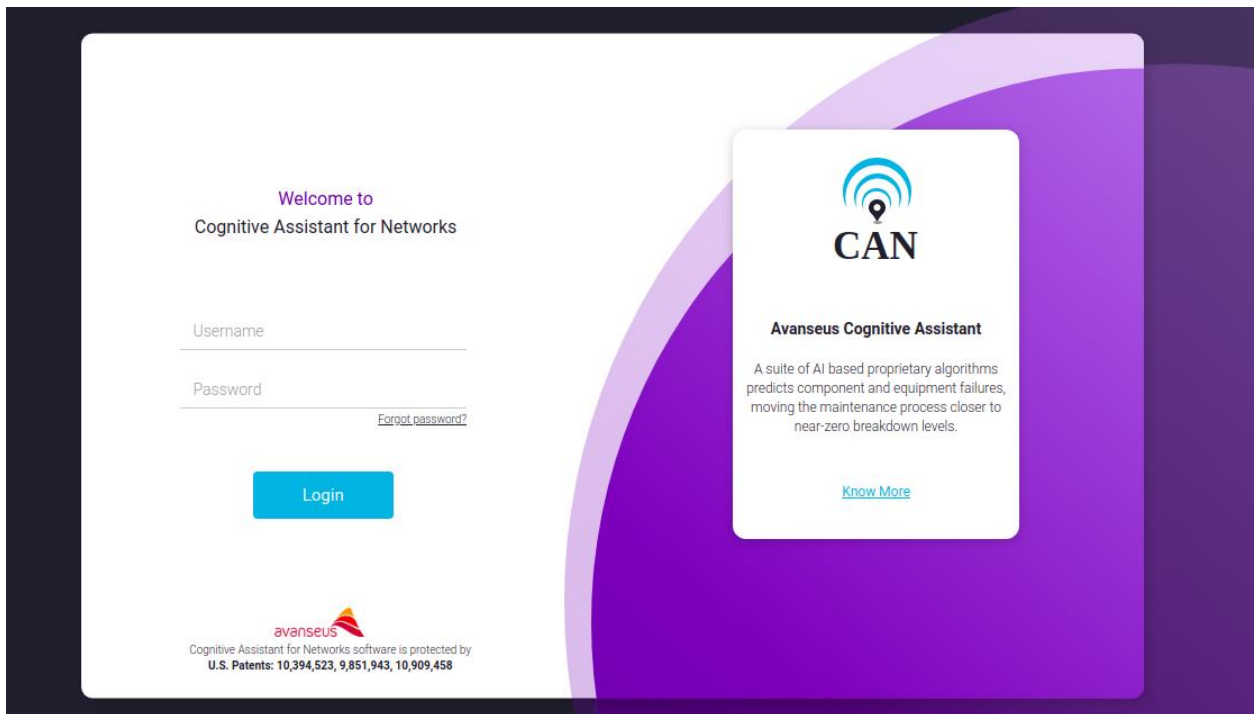 Welcome to
Cognitive Assistant for Networks
Username
Password
Forgot password?
Login
avanseus
Cognitive Assistant for Networks software is protected by
U.S. Patents: 10,394,523, 9,851,943, 10,909,458
CAN
Avanseus Cognitive Assistant
A suite of AI based proprietary algorithms
predicts component and equipment failures,
moving the maintenance process closer to
near-zero breakdown levels.
Know More